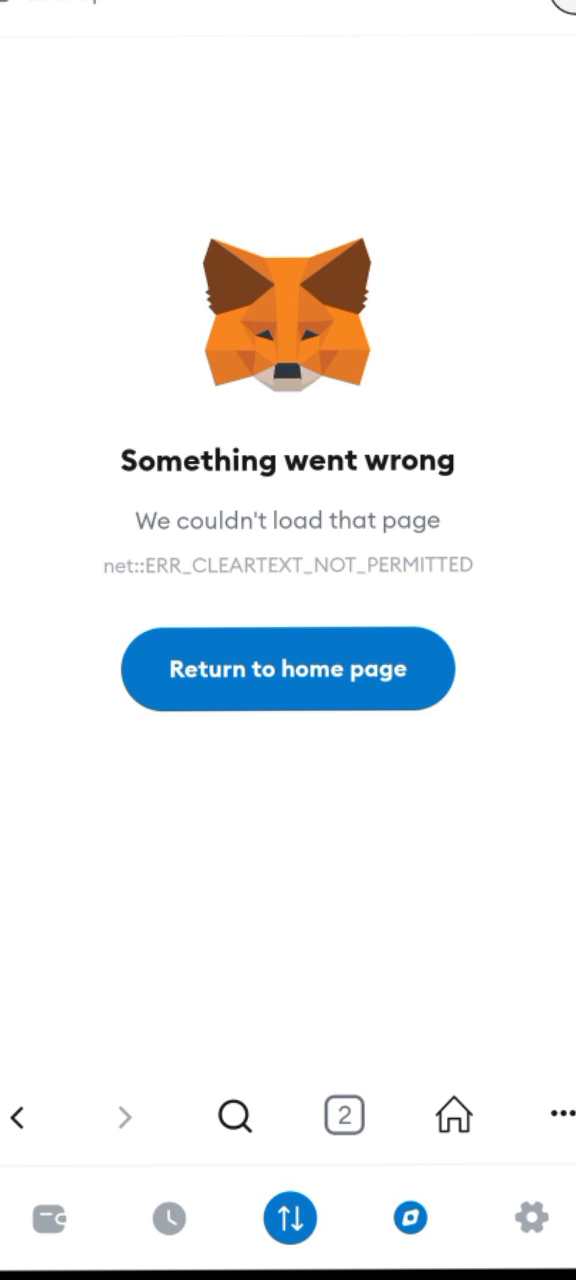 Something went wrong
We couldn't load that page
net::ERR_CLEARTEXT_NOT_PERMITTED
Return to home page
2